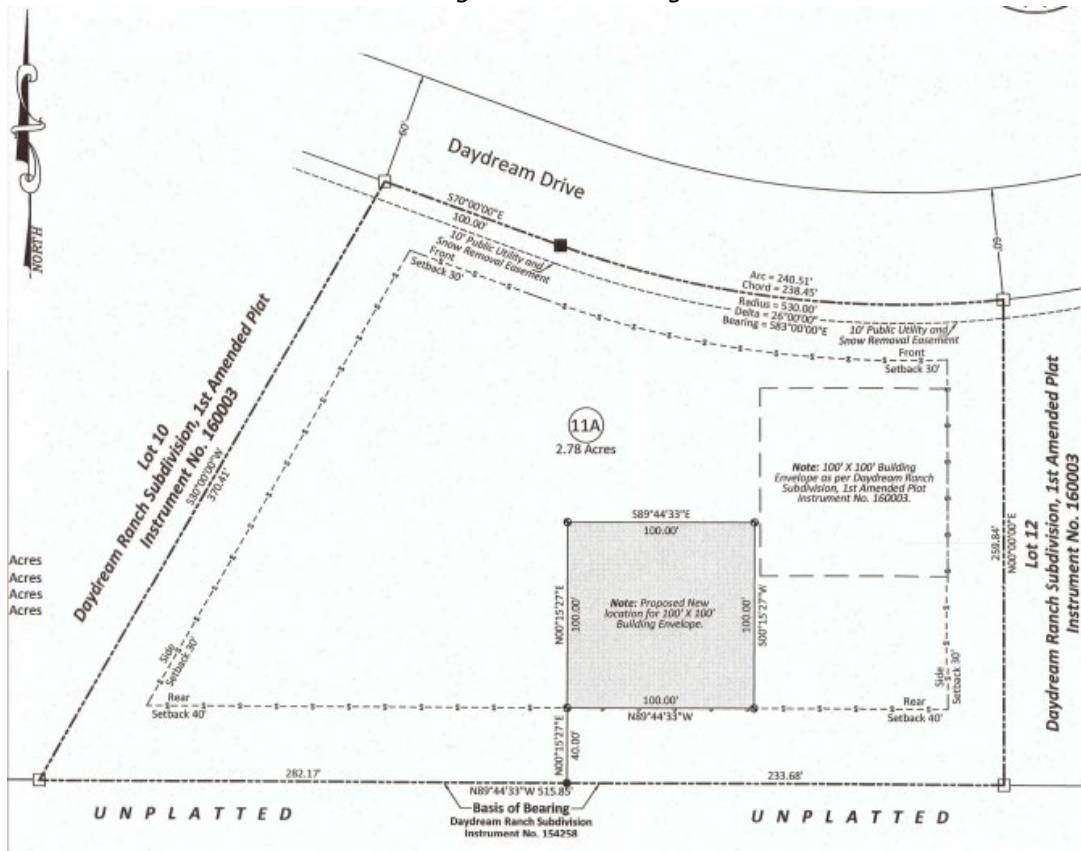 NORTH
60'
Daydream Drive
S70°00'00"E
100.00'
10' Public Utility and
Snow Removal Easement
Front
Setback 30'
60'
Arc = 240.51'
Chord = 238.45'
Radius = 530.00'
Delta = 26°00'00"
Bearing = S83°00'00"E
10' Public Utility and
Snow Removal Easement
Front
Setback 30'
Lot 10
Daydream Ranch Subdivision, 1st Amended Plat
Instrument No. 160003
S30°00'00"W
370.41'
11A
2.78 Acres
Note: 100' X 100' Building
Envelope as per Daydream Ranch
Subdivision, 1st Amended Plat
Instrument No. 160003.
S89°44'33"E
100.00'
N00°15'27"E
100.00'
Note: Proposed New
location for 100' X 100'
Building Envelope.
100.00'
S00°15'27"W
100.00'
N89°44'33"W
259.84'
N00°00'00"E
Lot 12
Daydream Ranch Subdivision, 1st Amended Plat
Instrument No. 160003
Acres
Acres
Acres
Acres
Side
Setback 30'
Rear
Setback 40'
Side
Setback 30'
Rear
Setback 40'
N00°15'27"E
40.00'
282.17'
233.68'
N89°44'33"W 515.85'
UNPLATTED
Basis of Bearing
Daydream Ranch Subdivision
Instrument No. 154258
UNPLATTED